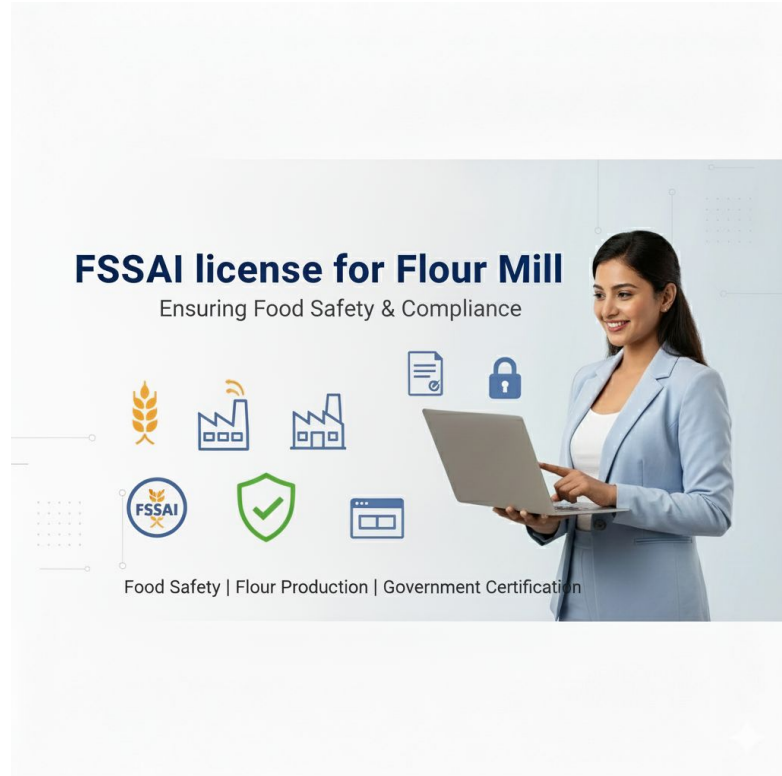 FSSAI license for Flour Mill
Ensuring Food Safety & Compliance
FSSAI
Food Safety | Flour Production | Government Certification